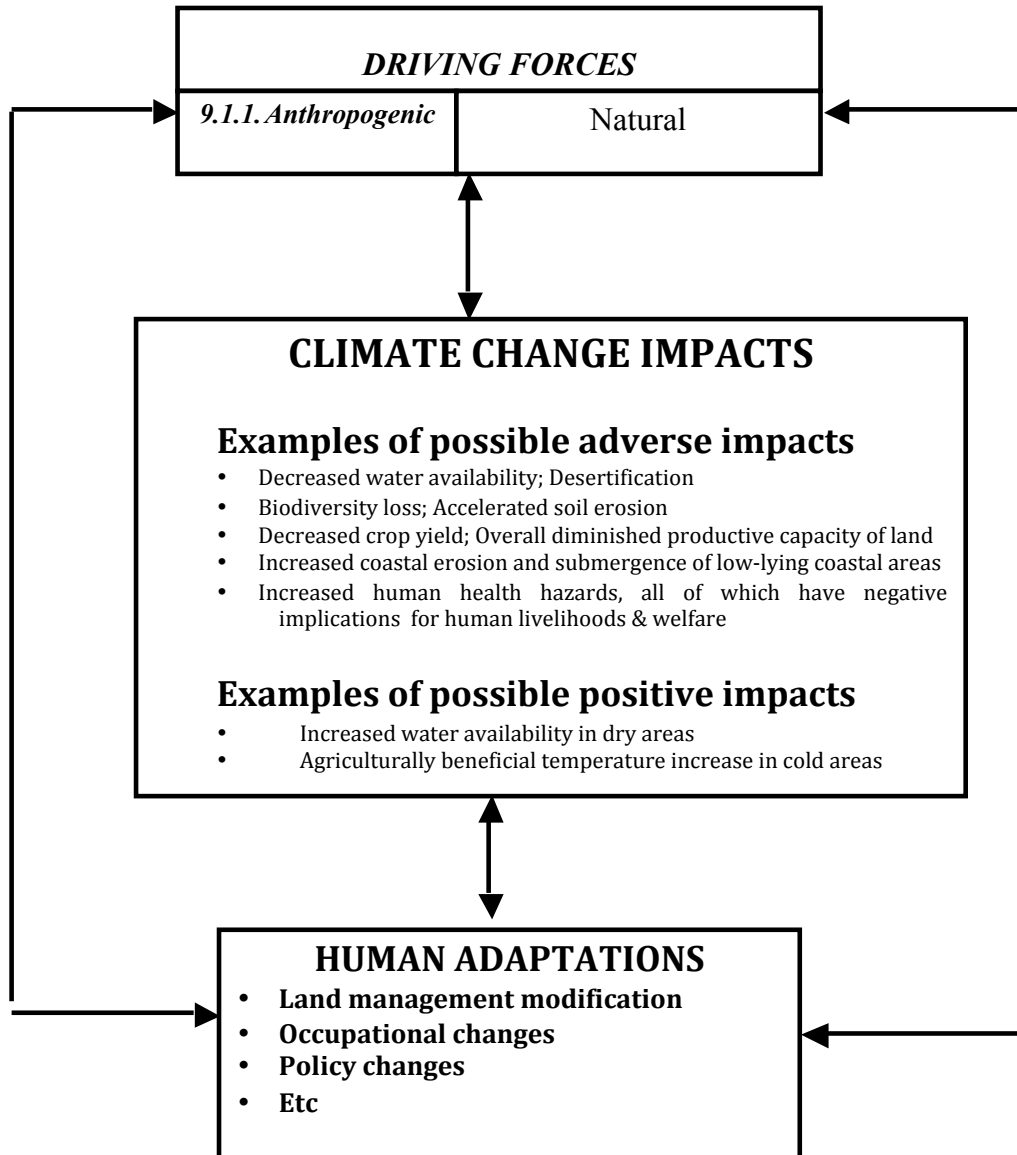 DRIVING FORCES
9.1.1. Anthropogenic
Natural
CLIMATE CHANGE IMPACTS
Examples of possible adverse impacts
• Decreased water availability; Desertification
• Biodiversity loss; Accelerated soil erosion
• Decreased crop yield; Overall diminished productive capacity of land
• Increased coastal erosion and submergence of low-lying coastal areas
• Increased human health hazards, all of which have negative
implications for human livelihoods & welfare
Examples of possible positive impacts
• Increased water availability in dry areas
• Agriculturally beneficial temperature increase in cold areas
HUMAN ADAPTATIONS
• Land management modification
• Occupational changes
• Policy changes
• Etc